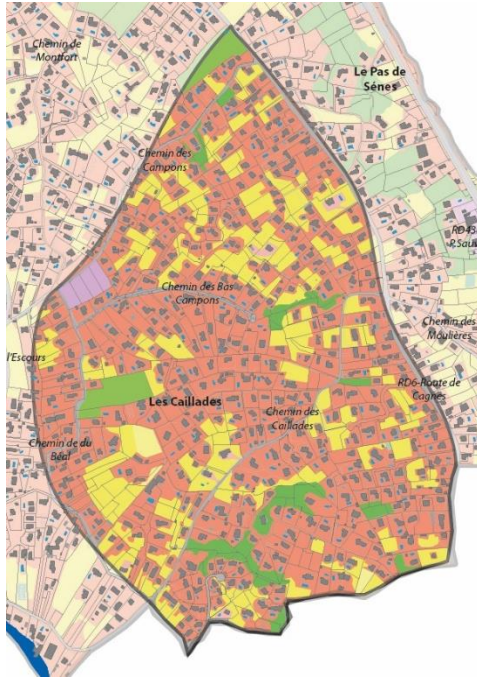 Chemin de
Montfort
Le Pas de
Sénes
Chemin des
Campons
RD43
P.Saut
Chemin des Bas
Campons
Chemin des
Moulières
l'Escours
RD6-Route de
Cagnes
Les Caillades
Chemin des
Caillades
Chemin de du
Béal